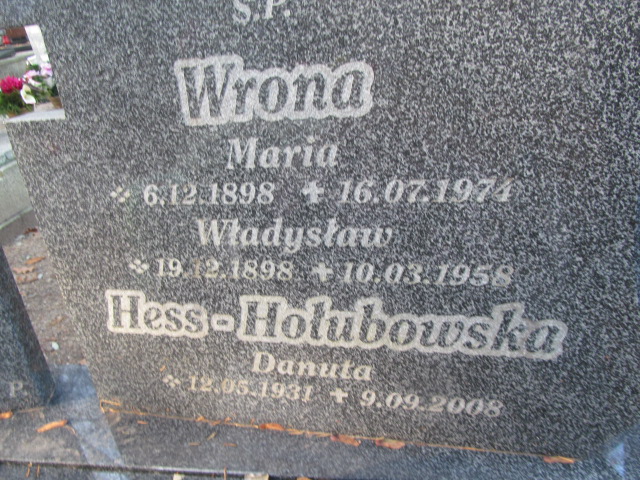 S.P.
Wrona
Maria
6.12.1898 ✝ 16.07.1974
Władysław
19.12.1898 ✝ 10.03.1958
Hess-Hołubowska
Danuta
12.05.1931 ✝ 9.09.2008
P.